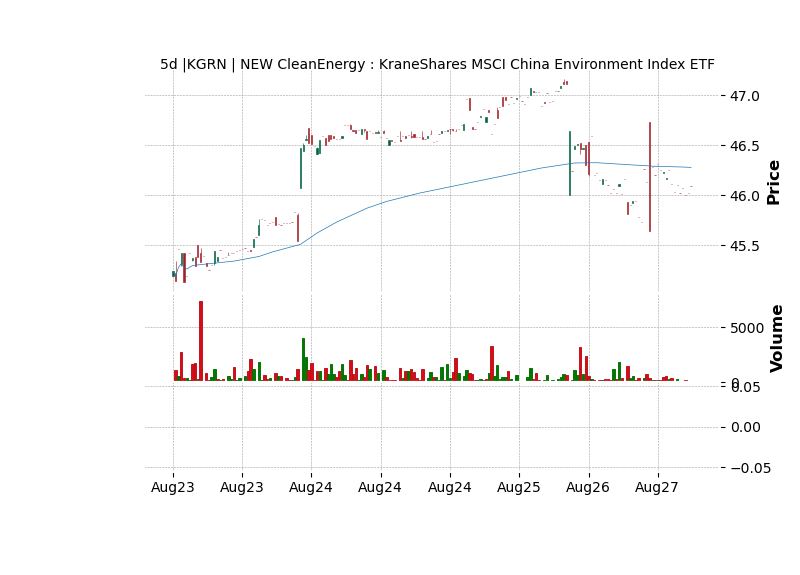 5d |KGRN | NEW CleanEnergy : KraneShares MSCI China Environment Index ETF
47.0
46.5
46.0
45.5
Price
5000
0
Volume
0.05
0.00
−0.05
Aug23 Aug23 Aug24 Aug24 Aug24 Aug25 Aug26 Aug27